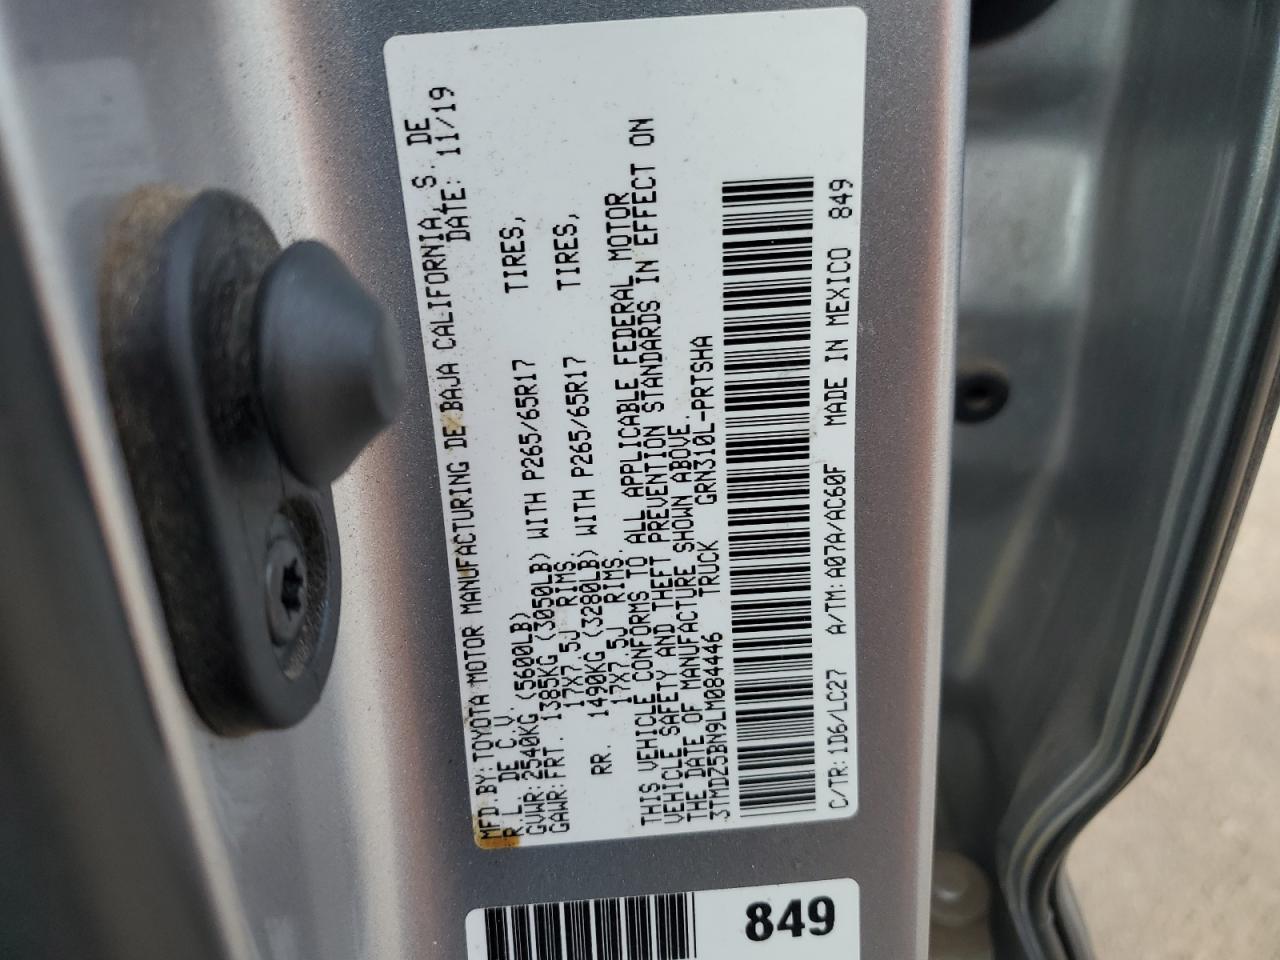 MFD.BY:TOYOTA MOTOR MANUFACTURING DE BAJA CALIFORNIA,S. DE
R.L. DE C.V. DATE: 11/19
GVWR:2540KG (5600LB)
GAWR:FRT. 1385KG (3050LB) WITH P265/65R17 TIRES,
17X7.5J RIMS
RR. 1490KG (3280LB) WITH P265/65R17 TIRES,
17X7.5J RIMS.
THIS VEHICLE CONFORMS TO ALL APPLICABLE FEDERAL MOTOR
VEHICLE SAFETY AND THEFT PREVENTION STANDARDS IN EFFECT ON
THE DATE OF MANUFACTURE SHOWN ABOVE.
3TMDZ5BN9LM084446 TRUCK GRN310L-PRTSHA
C/TR:1D6/LC27 A/TM:A07A/AC60F MADE IN MEXICO 849
849